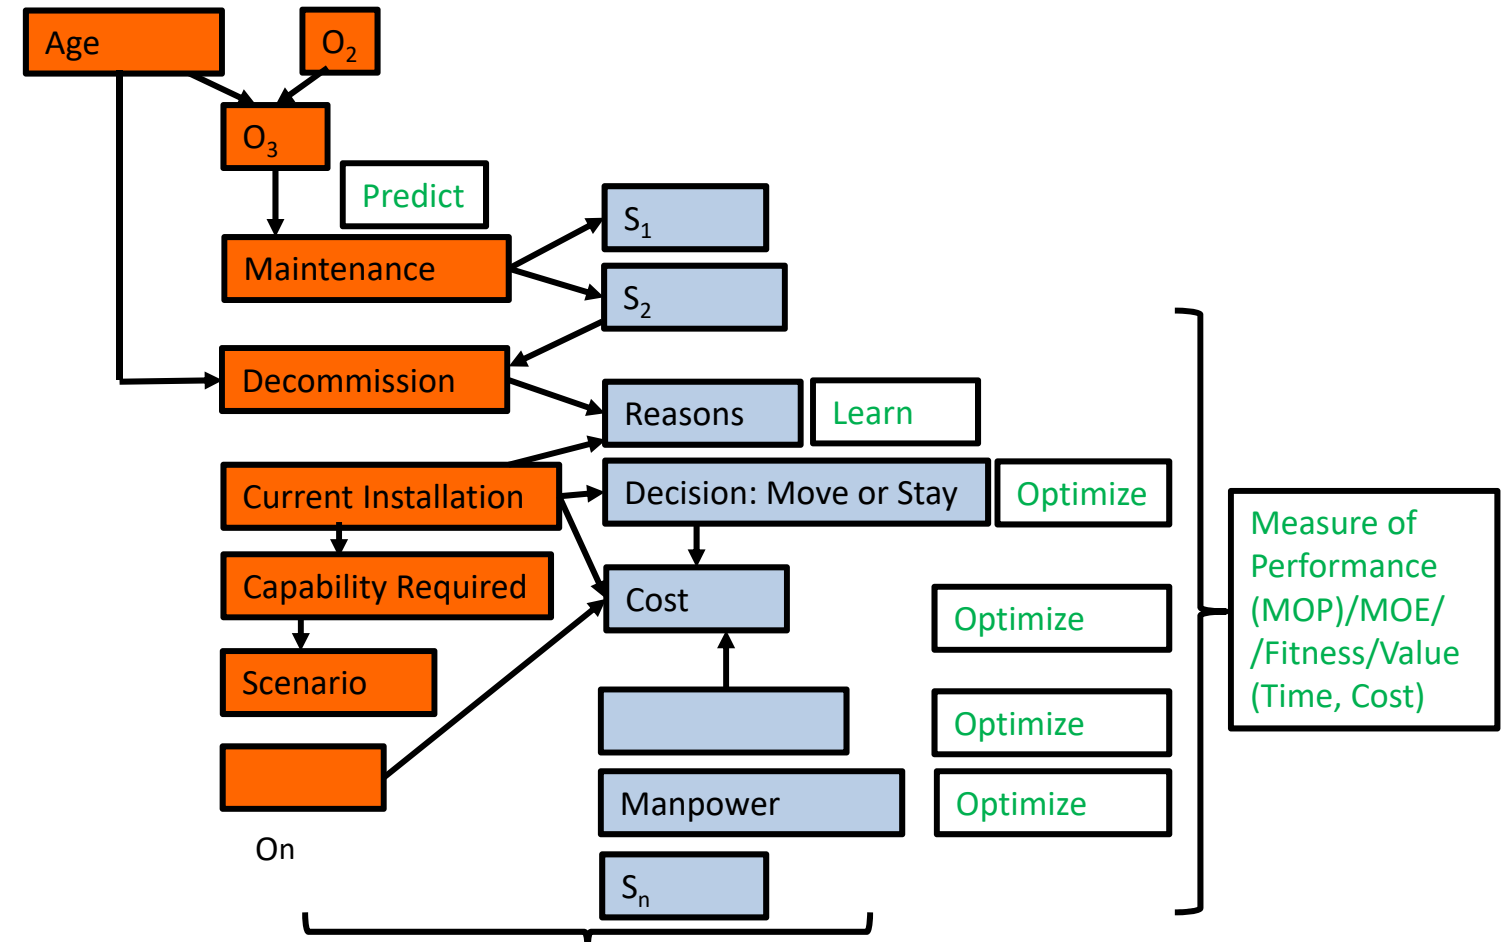 Age
O₂
O₃
Predict
S₁
Maintenance
S₂
Decommission
Reasons
Learn
Current Installation
Decision: Move or Stay
Optimize
Measure of
Performance
(MOP)/MOE/
/Fitness/Value
(Time, Cost)
Capability Required
Cost
Optimize
Scenario
Optimize
Manpower
Optimize
On
Sₙ